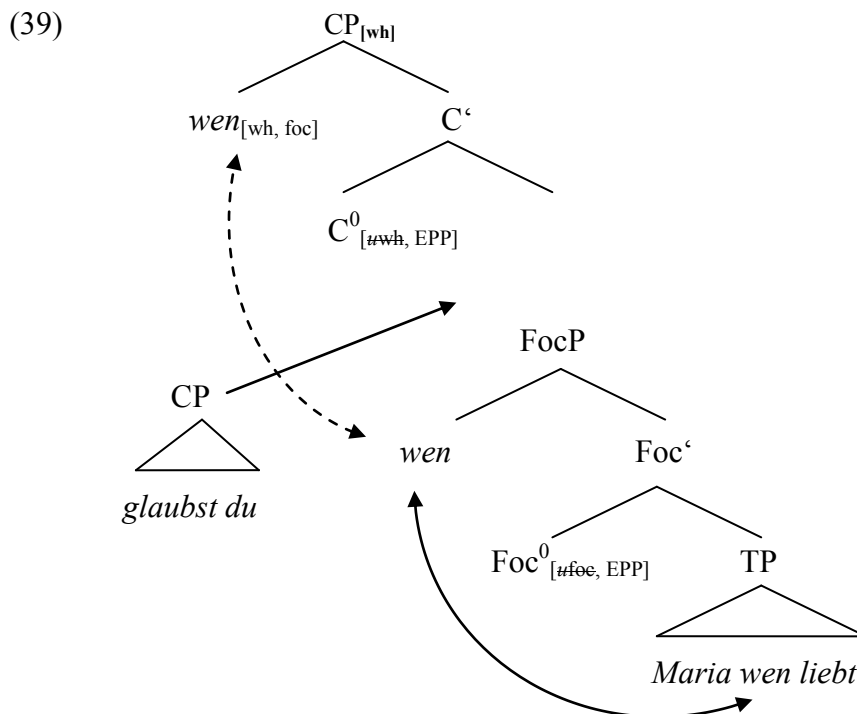 (39)
CP[wh]
wen[wh, foc] C‘
C0[uwh, EPP]
FocP
CP
wen Foc‘
glaubst du
Foc0[ufoc, EPP] TP
Maria wen liebt